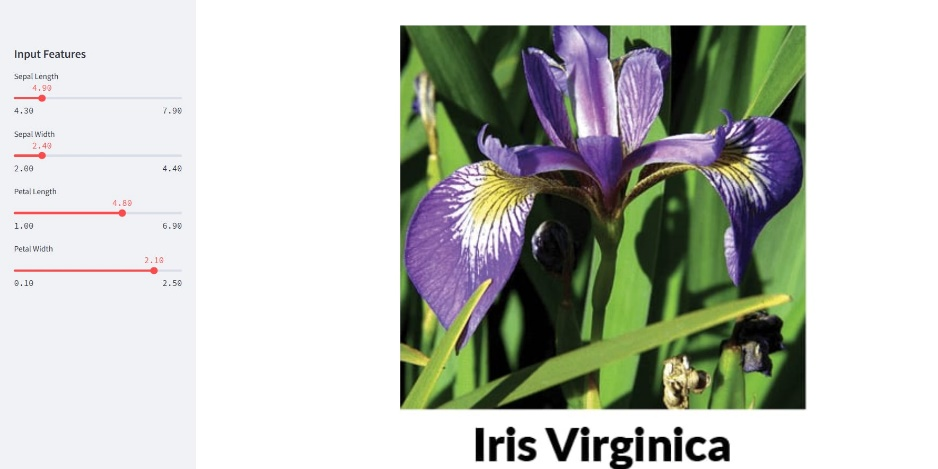 Input Features
Sepal Length
4.90
4.30 7.90
Sepal Width
2.40
2.00 4.40
Petal Length
4.80
1.00 6.90
Petal Width
2.10
0.10 2.50
Iris Virginica